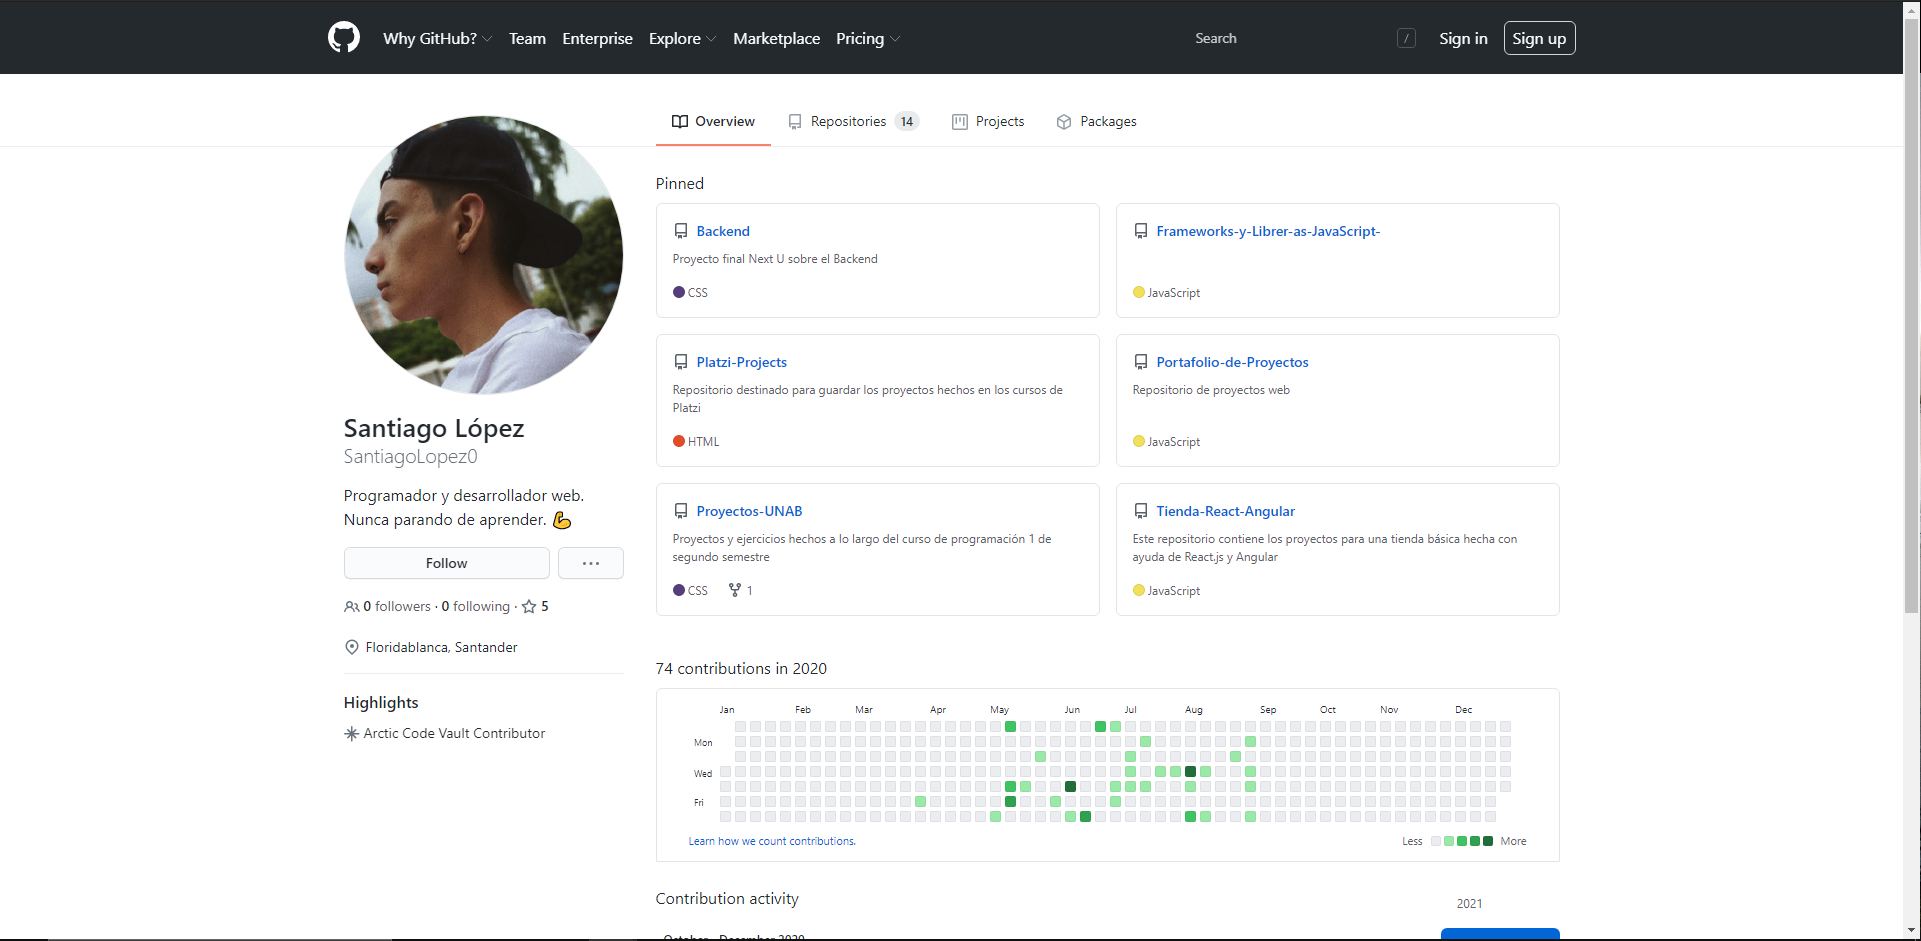 Why GitHub? Team Enterprise Explore Marketplace Pricing Search / Sign in Sign up
Overview Repositories 14 Projects Packages
Santiago López
SantiagoLopez0
Programador y desarrollador web.
Nunca parando de aprender. 💪
Follow ...
0 followers · 0 following · 5
Floridablanca, Santander
Highlights
Arctic Code Vault Contributor
Pinned
Backend
Proyecto final Next U sobre el Backend
CSS
Frameworks-y-Librer-as-JavaScript-
JavaScript
Platzi-Projects
Repositorio destinado para guardar los proyectos hechos en los cursos de
Platzi
HTML
Portafolio-de-Proyectos
Repositorio de proyectos web
JavaScript
Proyectos-UNAB
Proyectos y ejercicios hechos a lo largo del curso de programación 1 de
segundo semestre
CSS 1
Tienda-React-Angular
Este repositorio contiene los proyectos para una tienda básica hecha con
ayuda de React.js y Angular
JavaScript
74 contributions in 2020
Jan Feb Mar Apr May Jun Jul Aug Sep Oct Nov Dec
Mon
Wed
Fri
Learn how we count contributions. Less More
Contribution activity
2021
October - December 2020